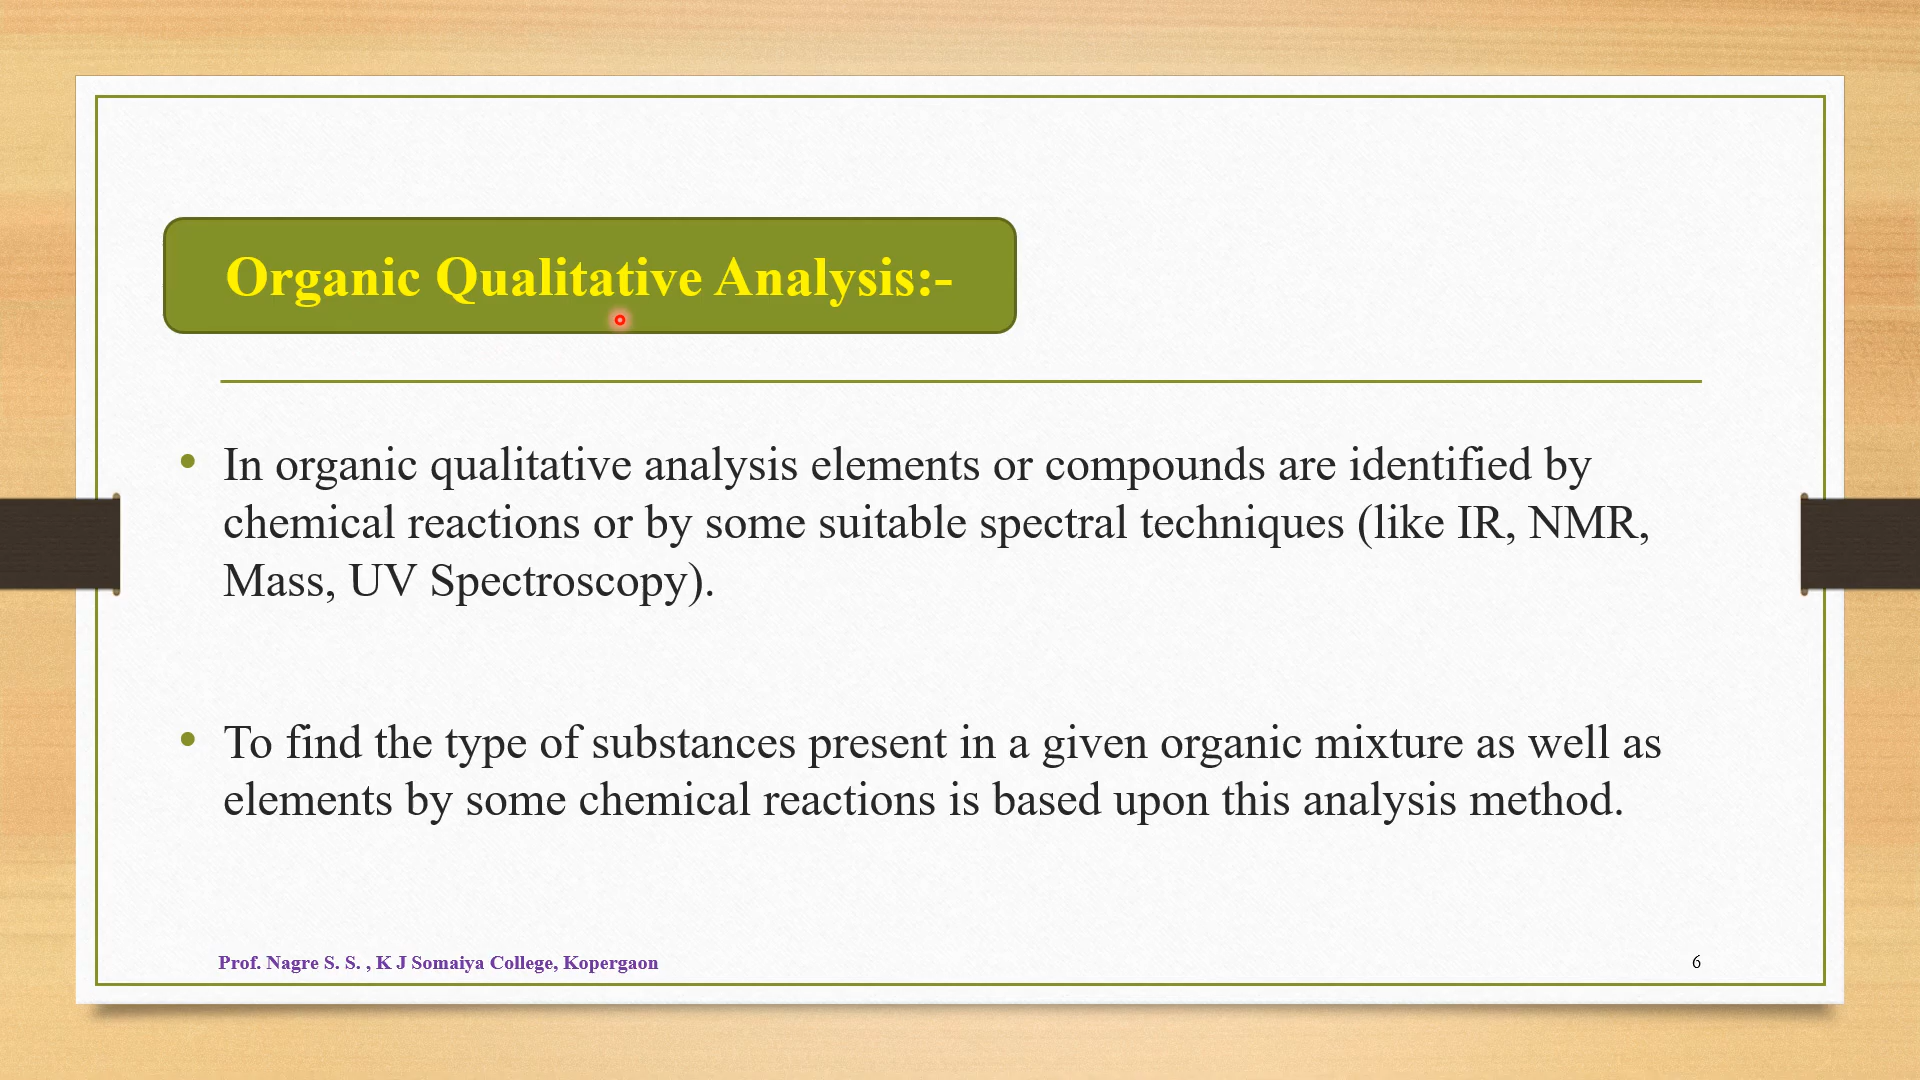 Organic Qualitative Analysis:-
• In organic qualitative analysis elements or compounds are identified by
chemical reactions or by some suitable spectral techniques (like IR, NMR,
Mass, UV Spectroscopy).
• To find the type of substances present in a given organic mixture as well as
elements by some chemical reactions is based upon this analysis method.
Prof. Nagre S. S. , K J Somaiya College, Kopergaon
6